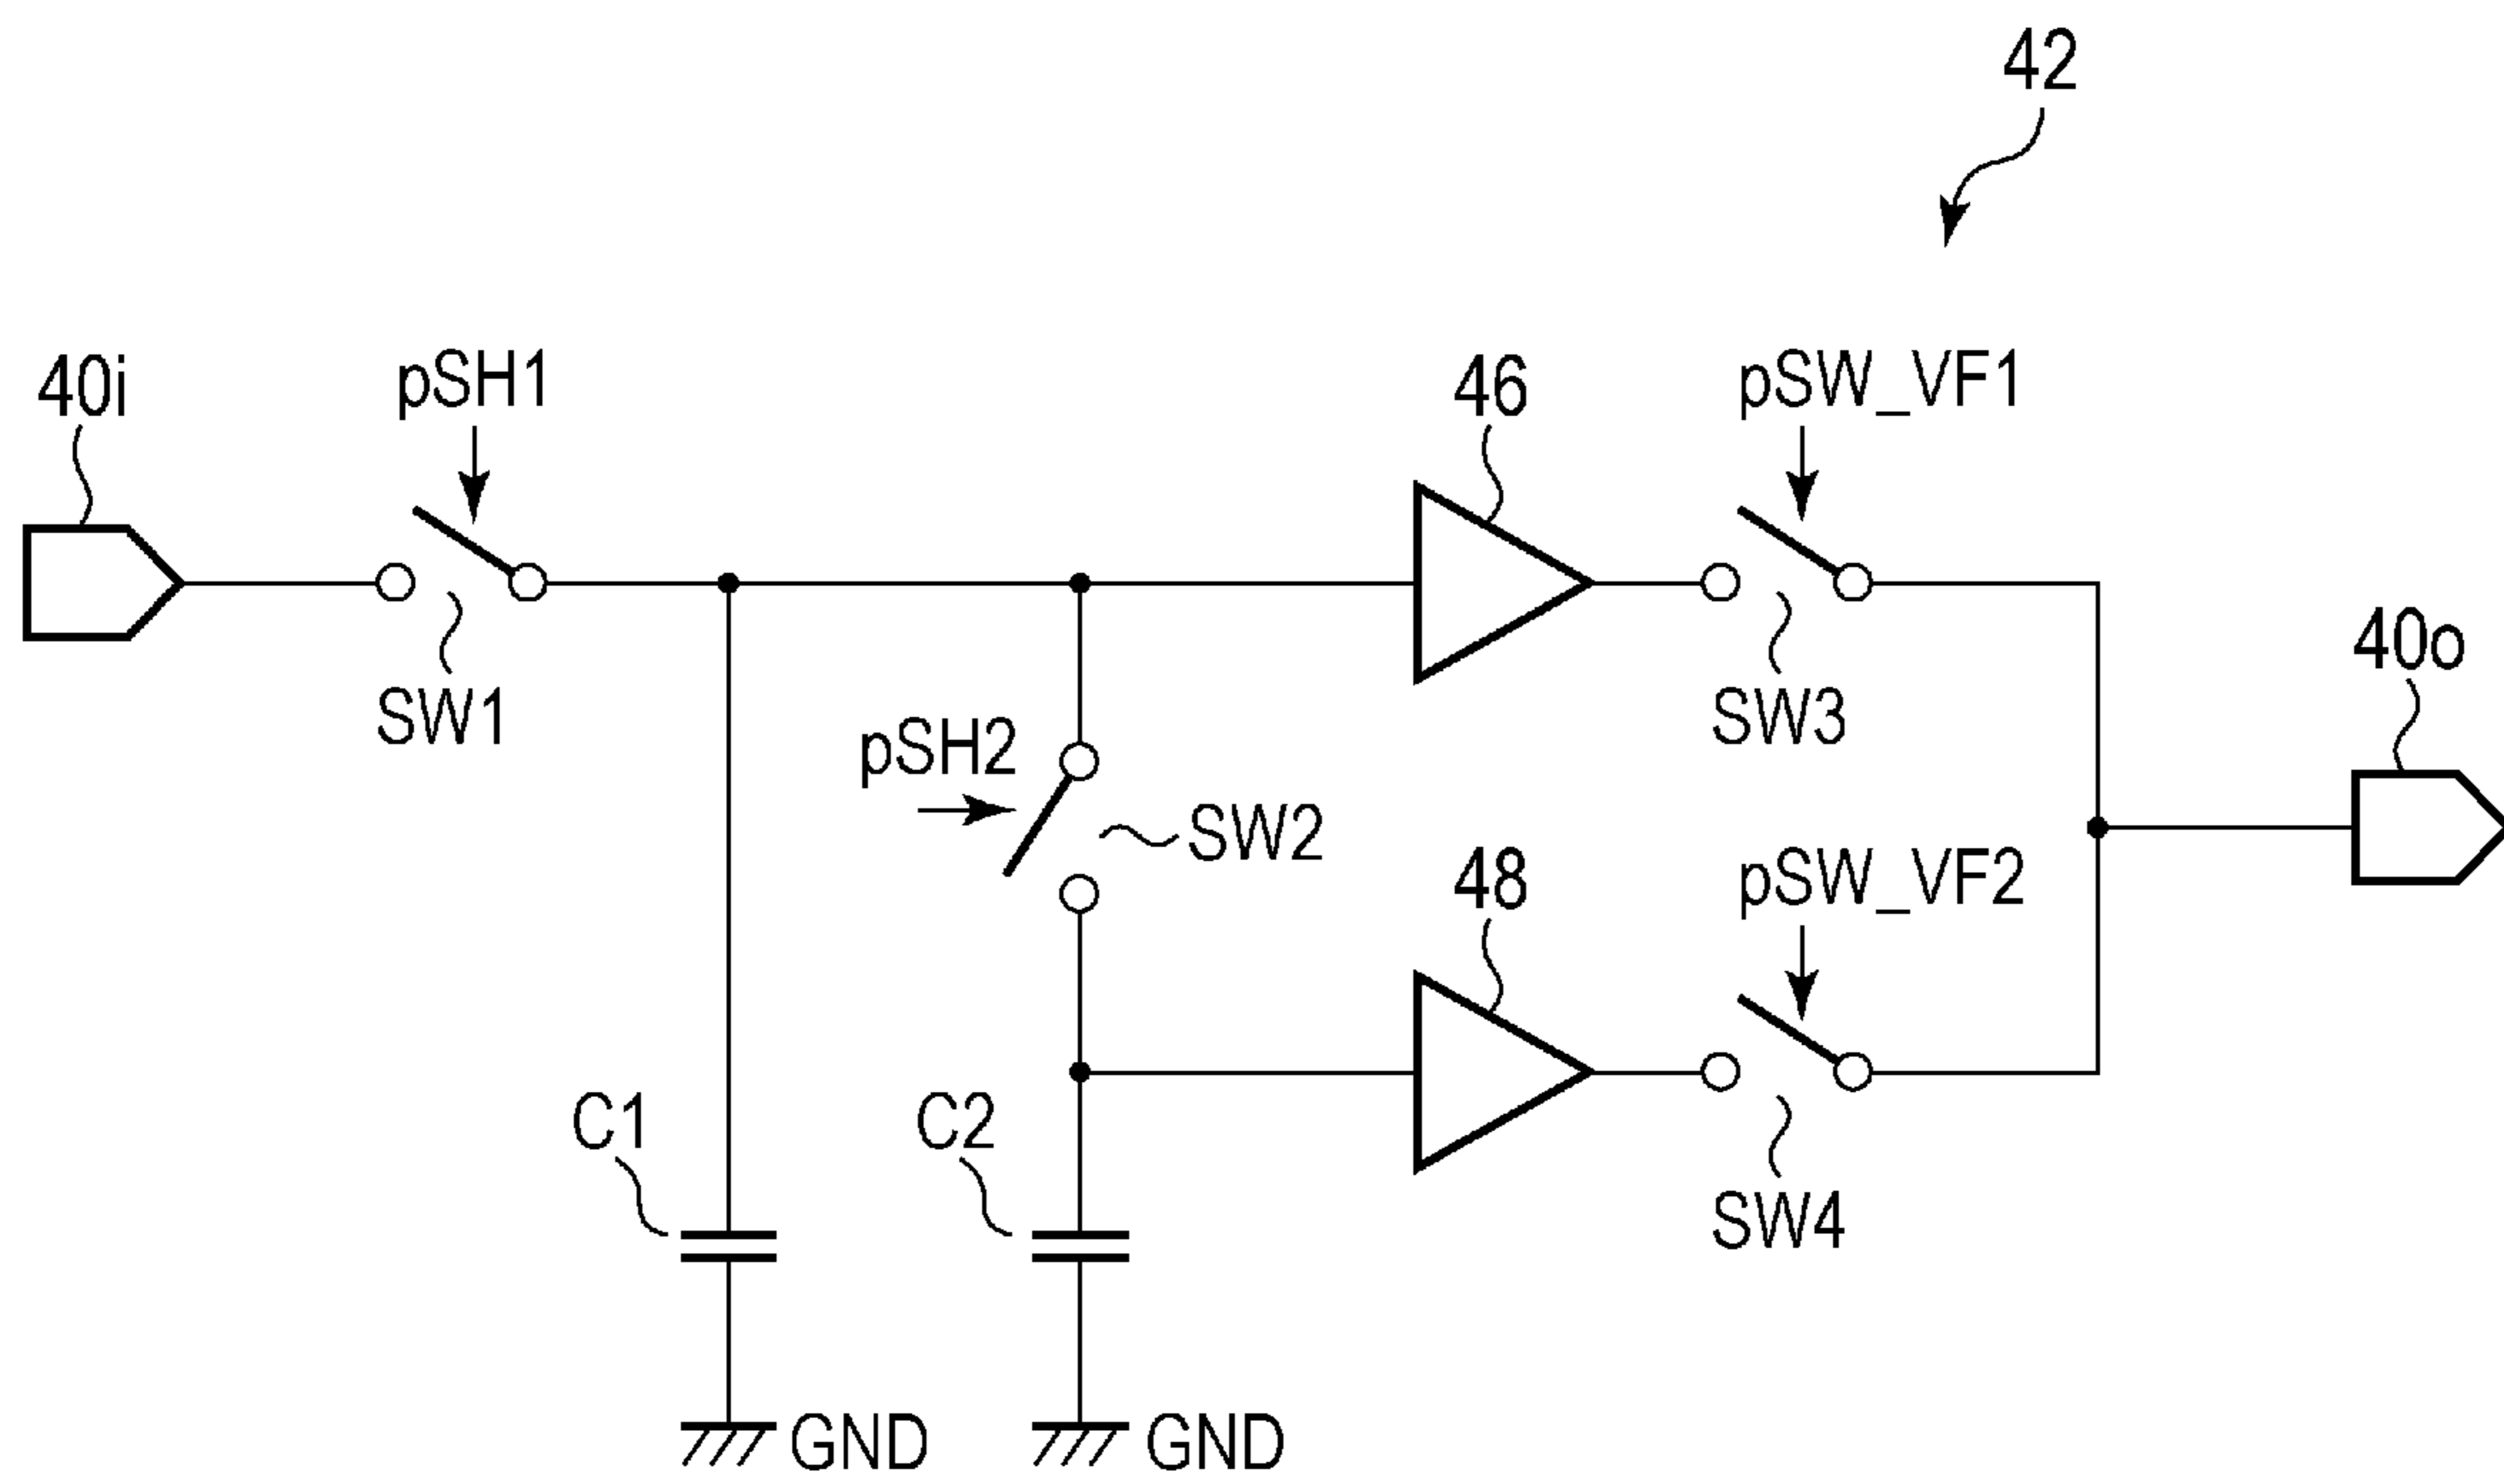 42
40i
pSH1
46
pSW_VF1
SW1
SW3
40o
pSH2
SW2
48
pSW_VF2
C1
C2
SW4
GND
GND